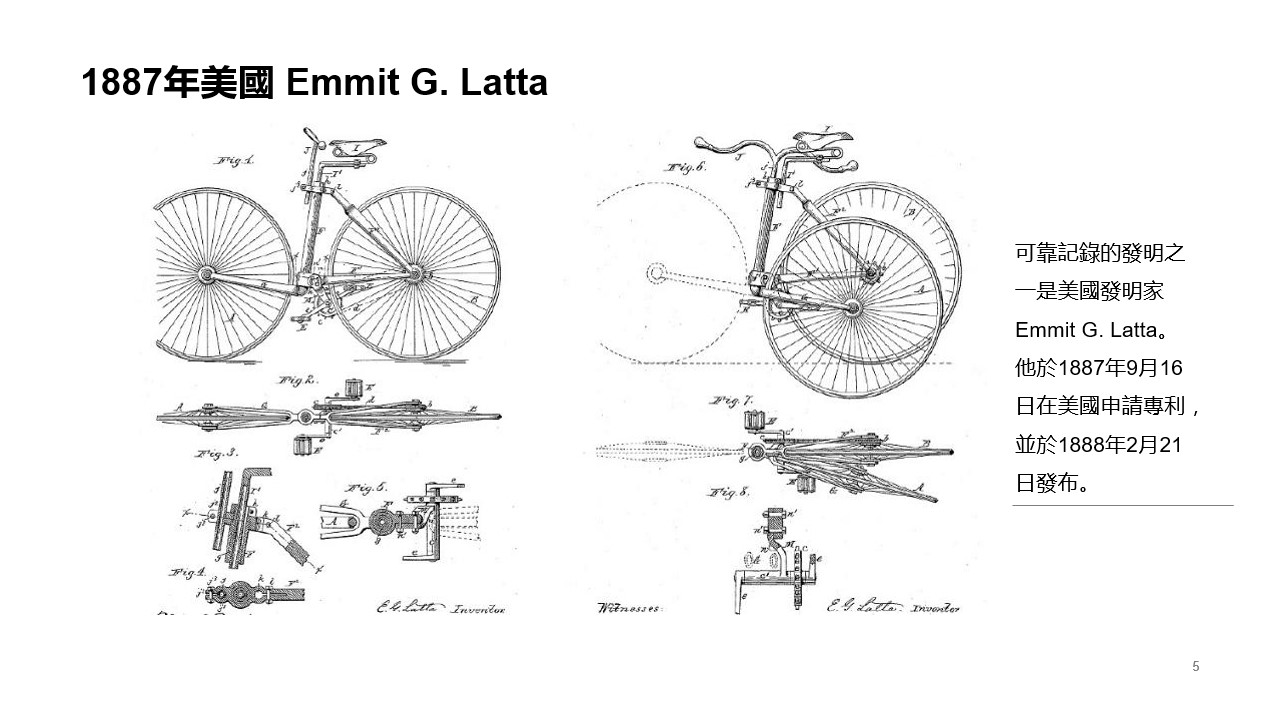 1887年美國 Emmit G. Latta
Fig.1.
Fig.2.
Fig.3.
Fig.5.
Fig.4.
E.G. Latta Inventor
Fig.6.
Fig.7.
Fig.8.
Witnesses:
E.G. Latta. Inventor
可靠記錄的發明之
一是美國發明家
Emmit G. Latta。
他於1887年9月16
日在美國申請專利，
並於1888年2月21
日發布。
5